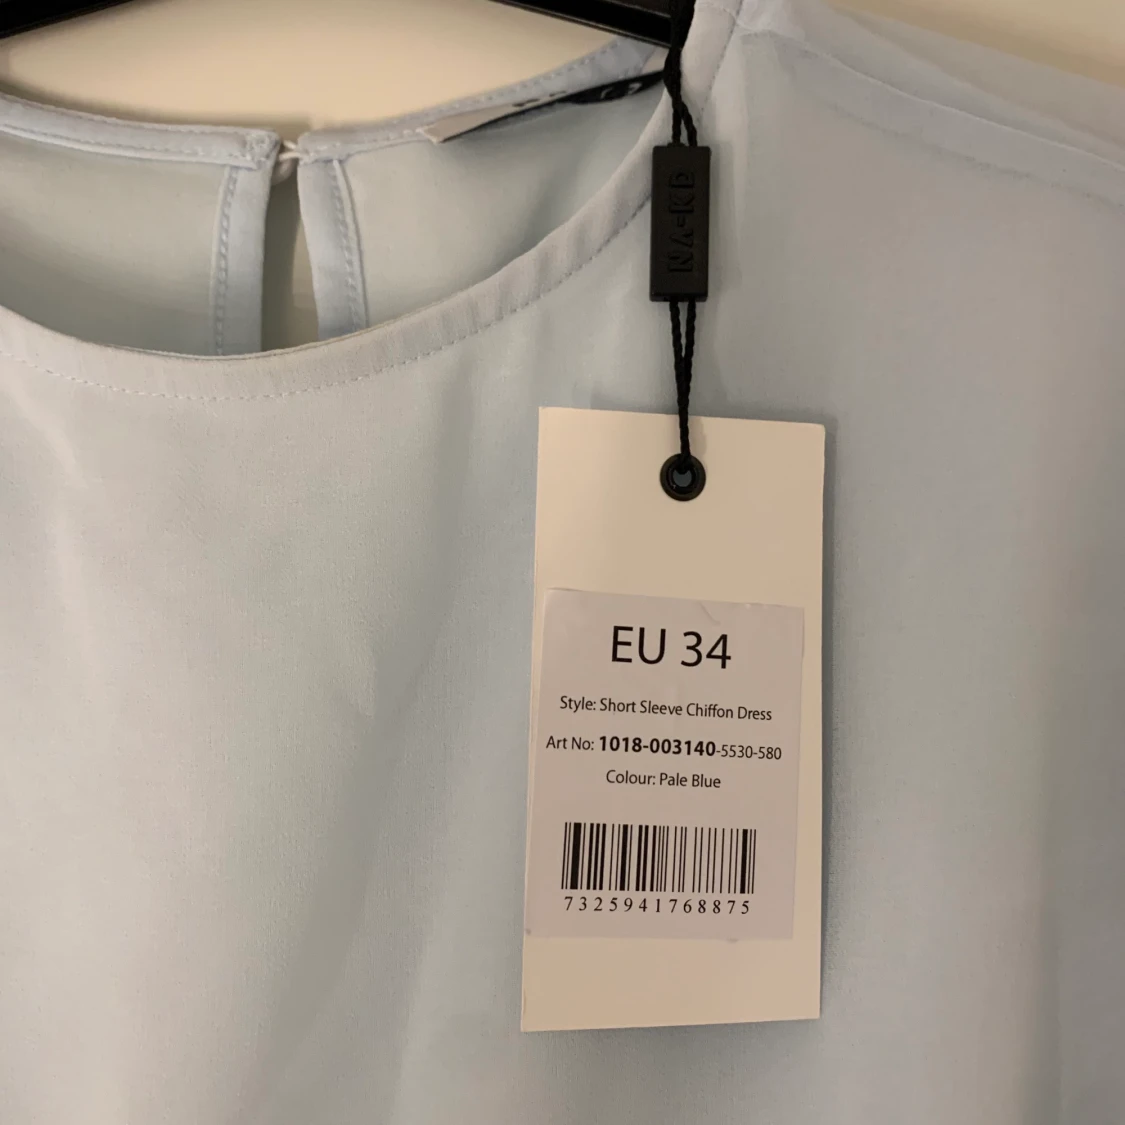 NA-KD
EU 34
Style: Short Sleeve Chiffon Dress
Art No: 1018-003140-5530-580
Colour: Pale Blue
7325941768875